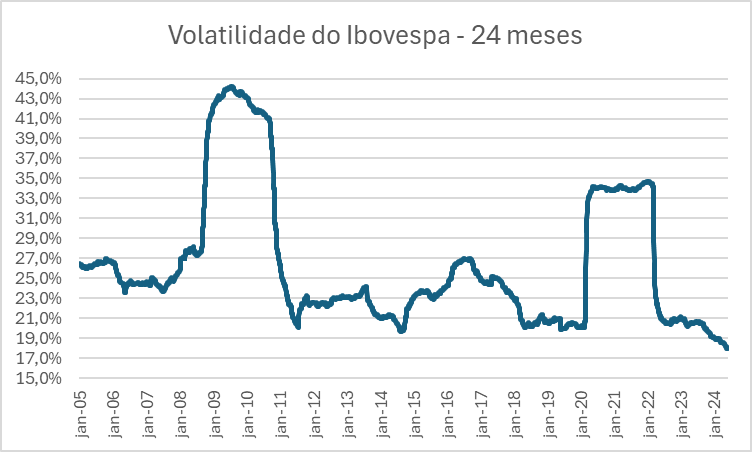 Volatilidade do Ibovespa - 24 meses
45,0%
43,0%
41,0%
39,0%
37,0%
35,0%
33,0%
31,0%
29,0%
27,0%
25,0%
23,0%
21,0%
19,0%
17,0%
15,0%
jan-05
jan-06
jan-07
jan-08
jan-09
jan-10
jan-11
jan-12
jan-13
jan-14
jan-15
jan-16
jan-17
jan-18
jan-19
jan-20
jan-21
jan-22
jan-23
jan-24